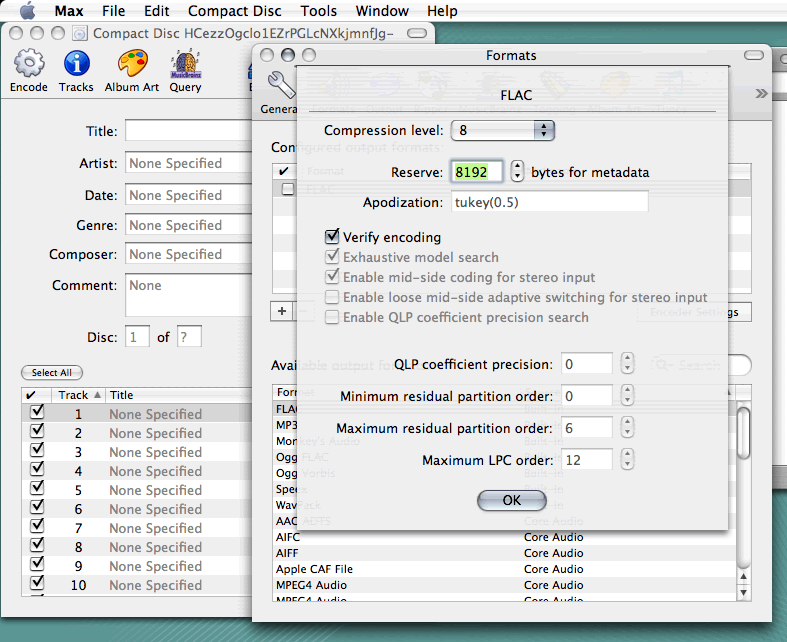 Max File Edit Compact Disc Tools Window Help
Compact Disc HCezzOgclo1EZrPGLcNXkjmnfJg-
Encode Tracks Album Art Query
Title:
Artist: None Specified
Date: None Specified
Genre: None Specified
Composer: None Specified
Comment: None
Disc: 1 of ?
Select All
Track Title
1 None Specified
2 None Specified
3 None Specified
4 None Specified
5 None Specified
6 None Specified
7 None Specified
8 None Specified
9 None Specified
10 None Specified
Formats
General
Configured output formats:
Format
FLAC
Encoder Settings
Search
MP3
Monkey's Audio Built-in
Ogg FLAC Built-in
Ogg Vorbis Built-in
Speex Built-in
WavPack Built-in
AAC ADTS Core Audio
AIFC Core Audio
AIFF Core Audio
Apple CAF File Core Audio
MPEG4 Audio Core Audio
MPEG4 Audio Core Audio
FLAC
Compression level: 8
Reserve: 8192 bytes for metadata
Apodization: tukey(0.5)
Verify encoding
Exhaustive model search
Enable mid-side coding for stereo input
Enable loose mid-side adaptive switching for stereo input
Enable QLP coefficient precision search
QLP coefficient precision: 0
Minimum residual partition order: 0
Maximum residual partition order: 6
Maximum LPC order: 12
OK